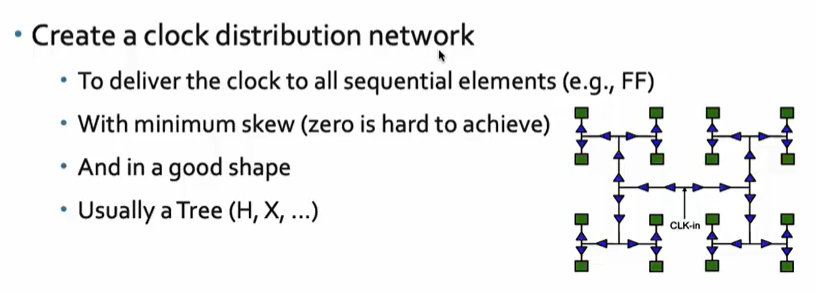 • Create a clock distribution network
• To deliver the clock to all sequential elements (e.g., FF)
• With minimum skew (zero is hard to achieve)
• And in a good shape
• Usually a Tree (H, X, ...)
CLK-in